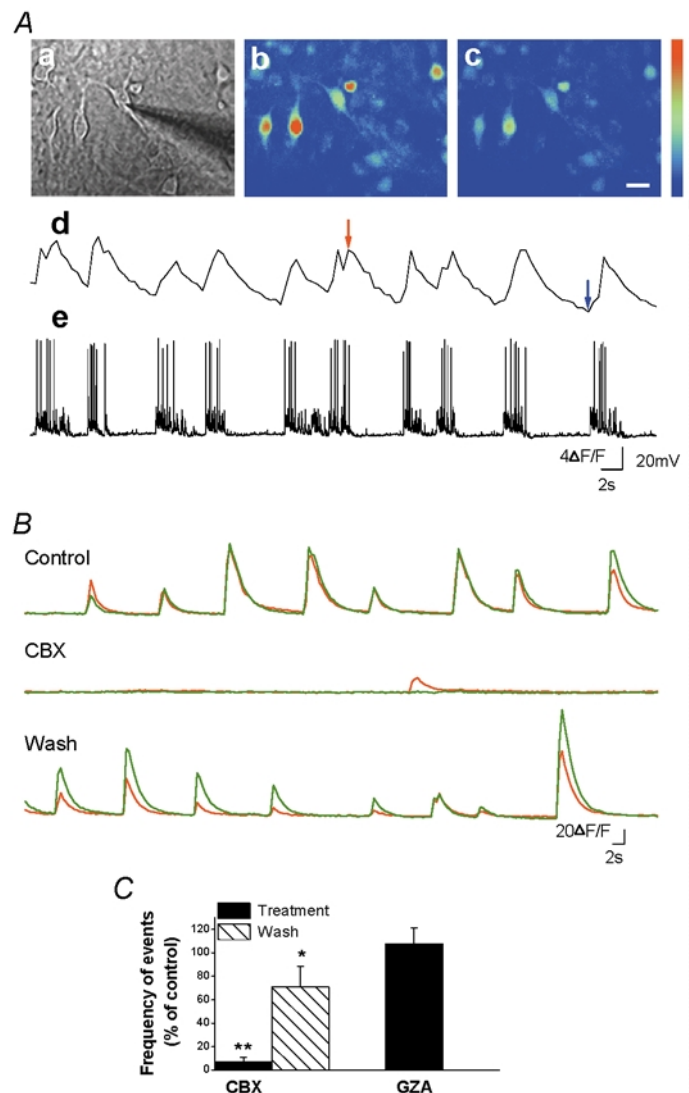 A
a
b
c
d
e
4ΔF/F
20mV
2s
B
Control
CBX
Wash
20ΔF/F
2s
C
Treatment
Wash
Frequency of events
(% of control)
120
100
80
60
40
20
0
**
*
CBX
GZA